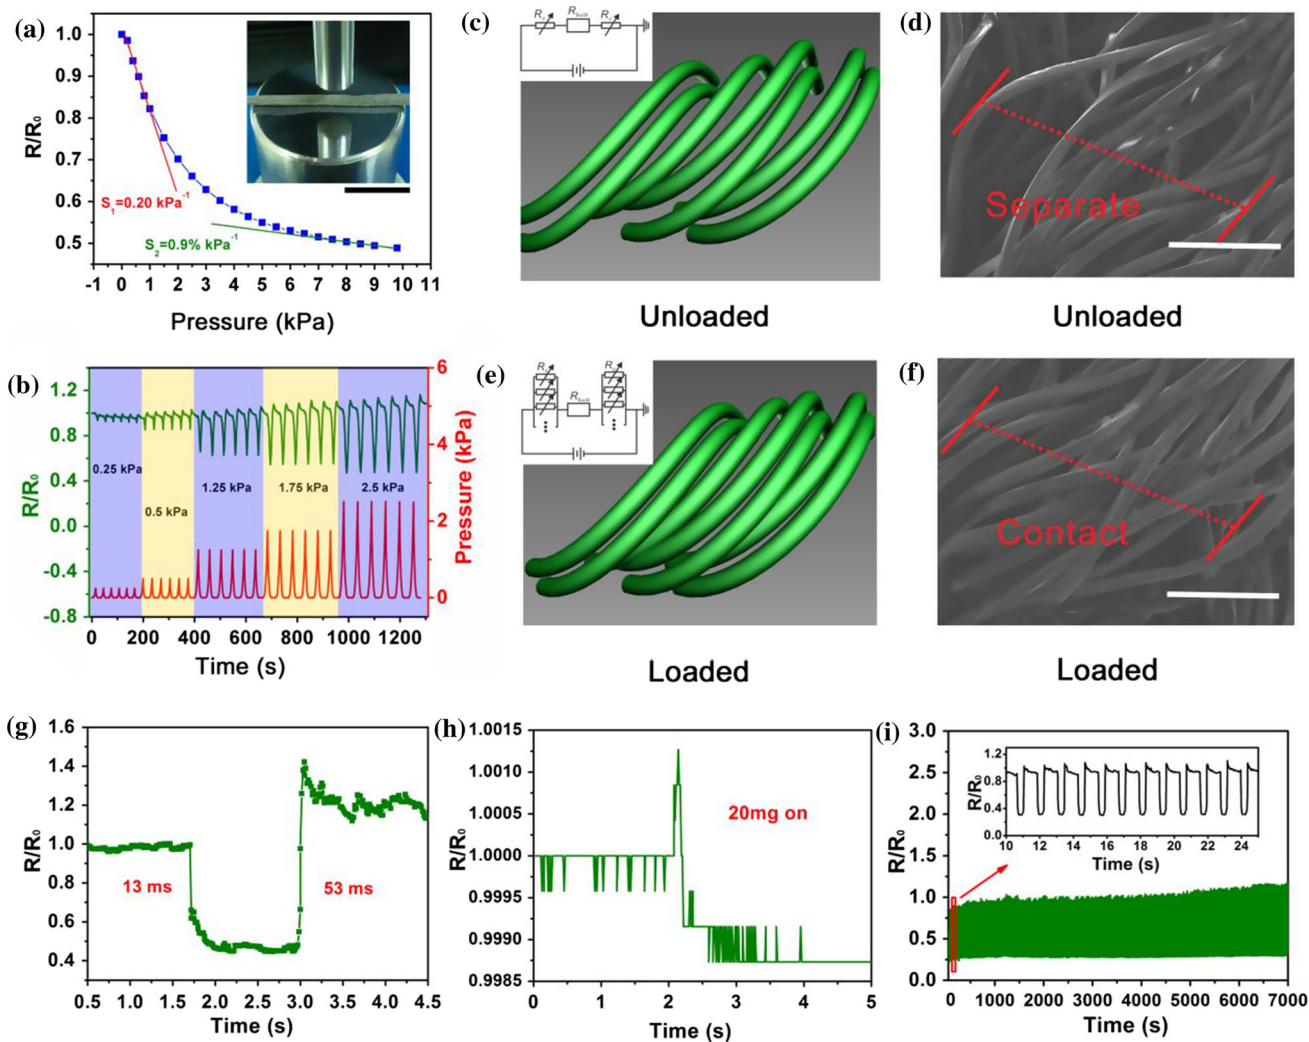 (a)
1.0
0.9
0.8
0.7
0.6
0.5
R/R₀
S₁=0.20 kPa⁻¹
S₂=0.9% kPa⁻¹
-1 0 1 2 3 4 5 6 7 8 9 10 11
Pressure (kPa)
(c)
Unloaded
(d)
Separate
Unloaded
(b)
1.2
0.8
0.4
0.0
-0.4
-0.8
R/R₀
6
4
2
0
Pressure (kPa)
0.25 kPa
0.5 kPa
1.25 kPa
1.75 kPa
2.5 kPa
0 200 400 600 800 1000 1200
Time (s)
(e)
Loaded
(f)
Contact
Loaded
(g)
1.6
1.4
1.2
1.0
0.8
0.6
0.4
R/R₀
13 ms
53 ms
0.5 1.0 1.5 2.0 2.5 3.0 3.5 4.0 4.5
Time (s)
(h)
1.0015
1.0010
1.0005
1.0000
0.9995
0.9990
0.9985
R/R₀
20mg on
0 1 2 3 4 5
Time (s)
(i)
3.0
2.5
2.0
1.5
1.0
0.5
0.0
R/R₀
1.2
0.8
0.4
0.0
R/R₀
10 12 14 16 18 20 22 24
Time (s)
0 1000 2000 3000 4000 5000 6000 7000
Time (s)